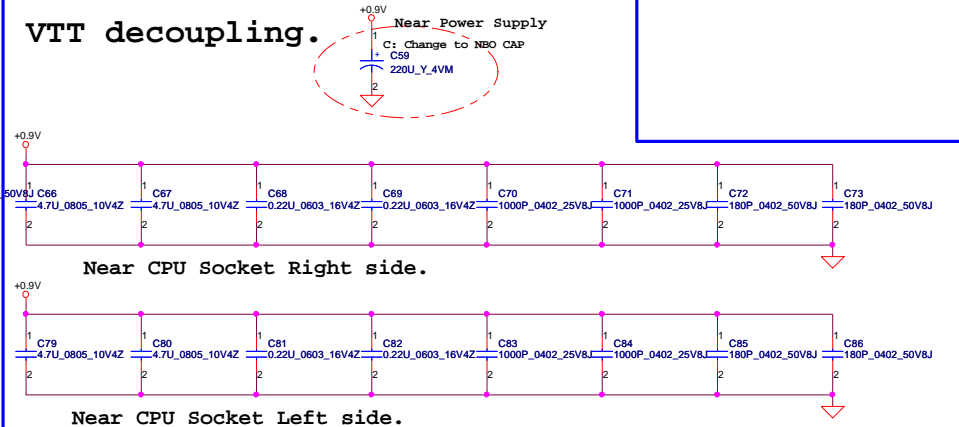 +0.9V
VTT decoupling.
Near Power Supply
1
C: Change to NBO CAP
+ C59
220U_Y_4VM
2
+0.9V
1 1 1 1 1 1 1 1
_50V8J C66 C67 C68 C69 C70 C71 C72 C73
4.7U_0805_10V4Z 4.7U_0805_10V4Z 0.22U_0603_16V4Z 0.22U_0603_16V4Z 1000P_0402_25V8J 1000P_0402_25V8J 180P_0402_50V8J 180P_0402_50V8J
2 2 2 2 2 2 2 2
Near CPU Socket Right side.
+0.9V
1 1 1 1 1 1 1 1
C79 C80 C81 C82 C83 C84 C85 C86
4.7U_0805_10V4Z 4.7U_0805_10V4Z 0.22U_0603_16V4Z 0.22U_0603_16V4Z 1000P_0402_25V8J 1000P_0402_25V8J 180P_0402_50V8J 180P_0402_50V8J
2 2 2 2 2 2 2 2
Near CPU Socket Left side.